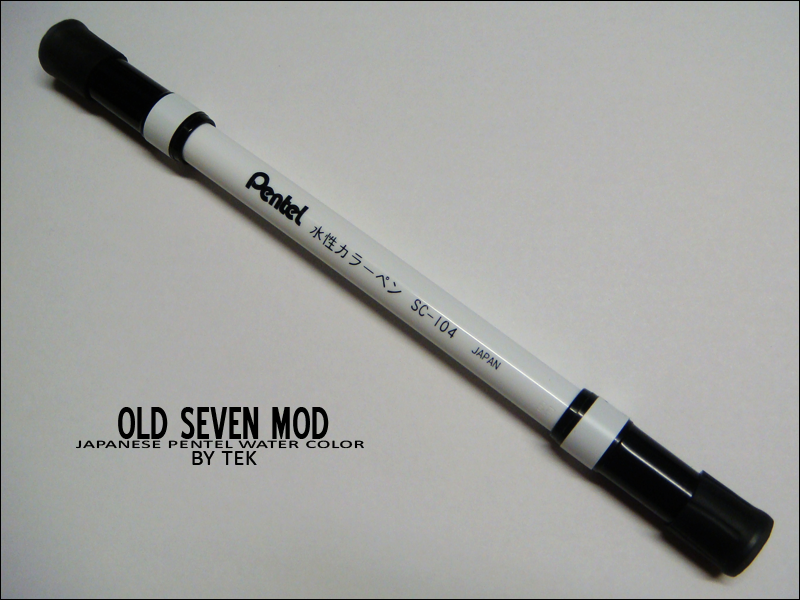 Pentel 水性カラーペン SC-104 JAPAN
OLD SEVEN MOD
JAPANESE PENTEL WATER COLOR
BY TEK